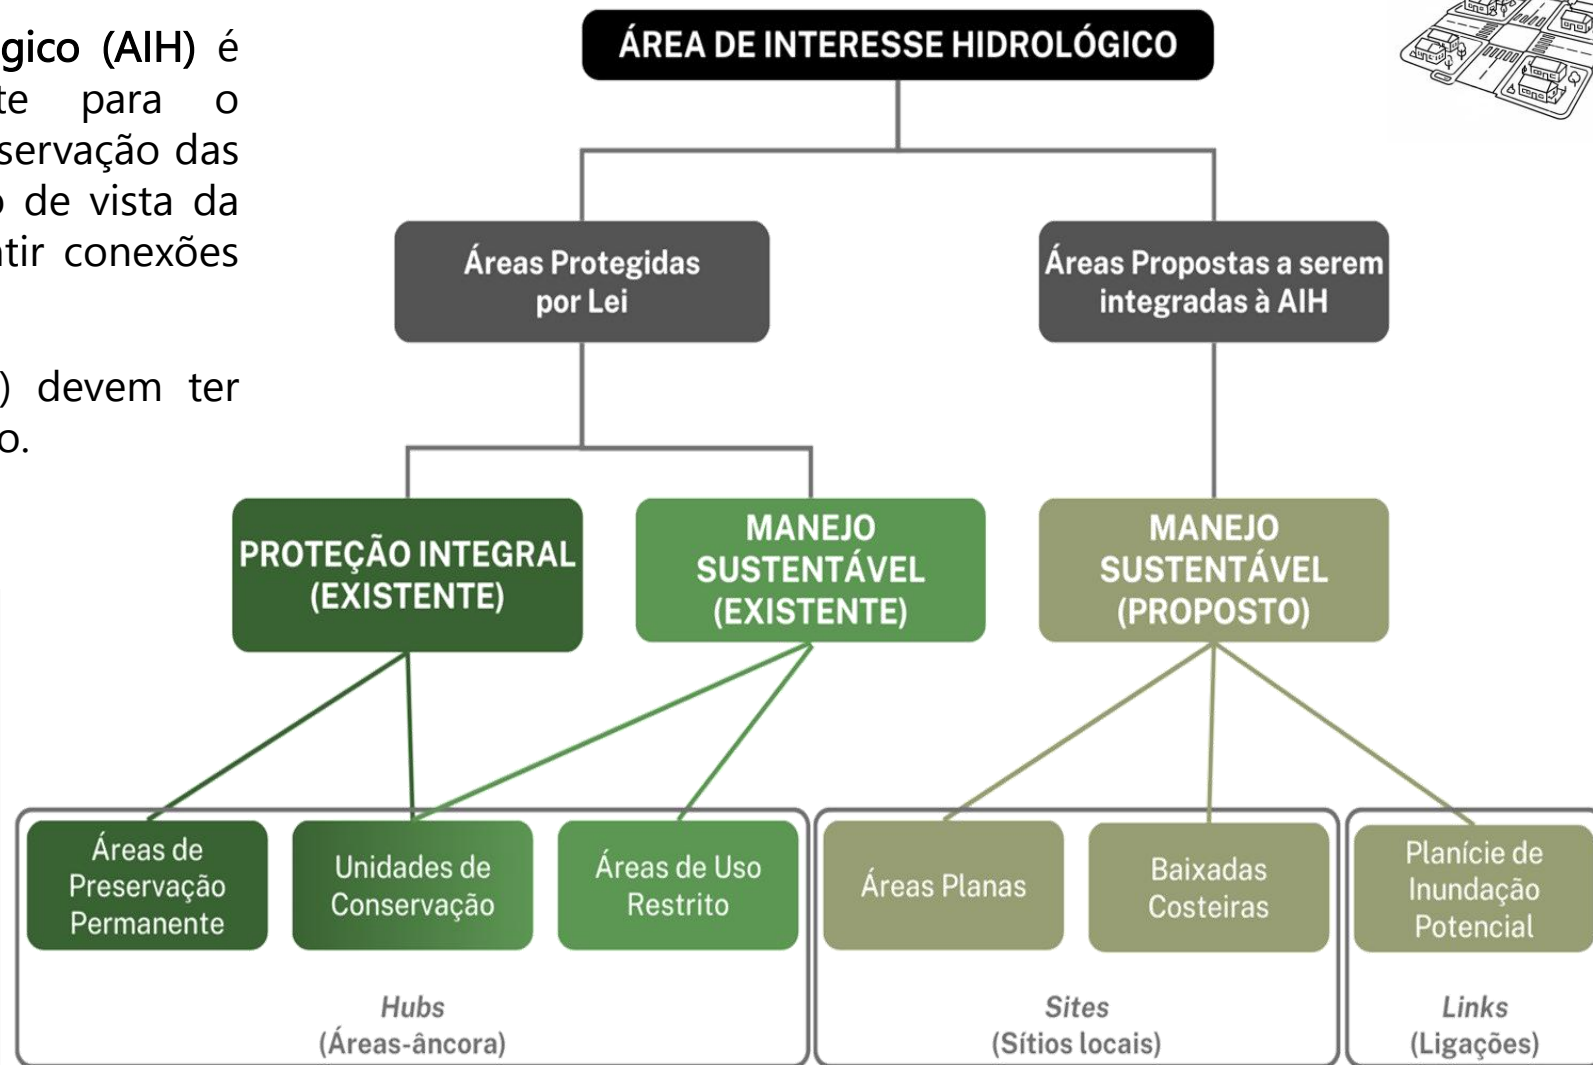 gico (AIH) é
te para o
servação das
o de vista da
ntir conexões
) devem ter
o.
ÁREA DE INTERESSE HIDROLÓGICO
Áreas Protegidas
por Lei
Áreas Propostas a serem
integradas à AIH
PROTEÇÃO INTEGRAL
(EXISTENTE)
MANEJO
SUSTENTÁVEL
(EXISTENTE)
MANEJO
SUSTENTÁVEL
(PROPOSTO)
Áreas de
Preservação
Permanente
Unidades de
Conservação
Áreas de Uso
Restrito
Áreas Planas
Baixadas
Costeiras
Planície de
Inundação
Potencial
Hubs
(Áreas-âncora)
Sites
(Sítios locais)
Links
(Ligações)